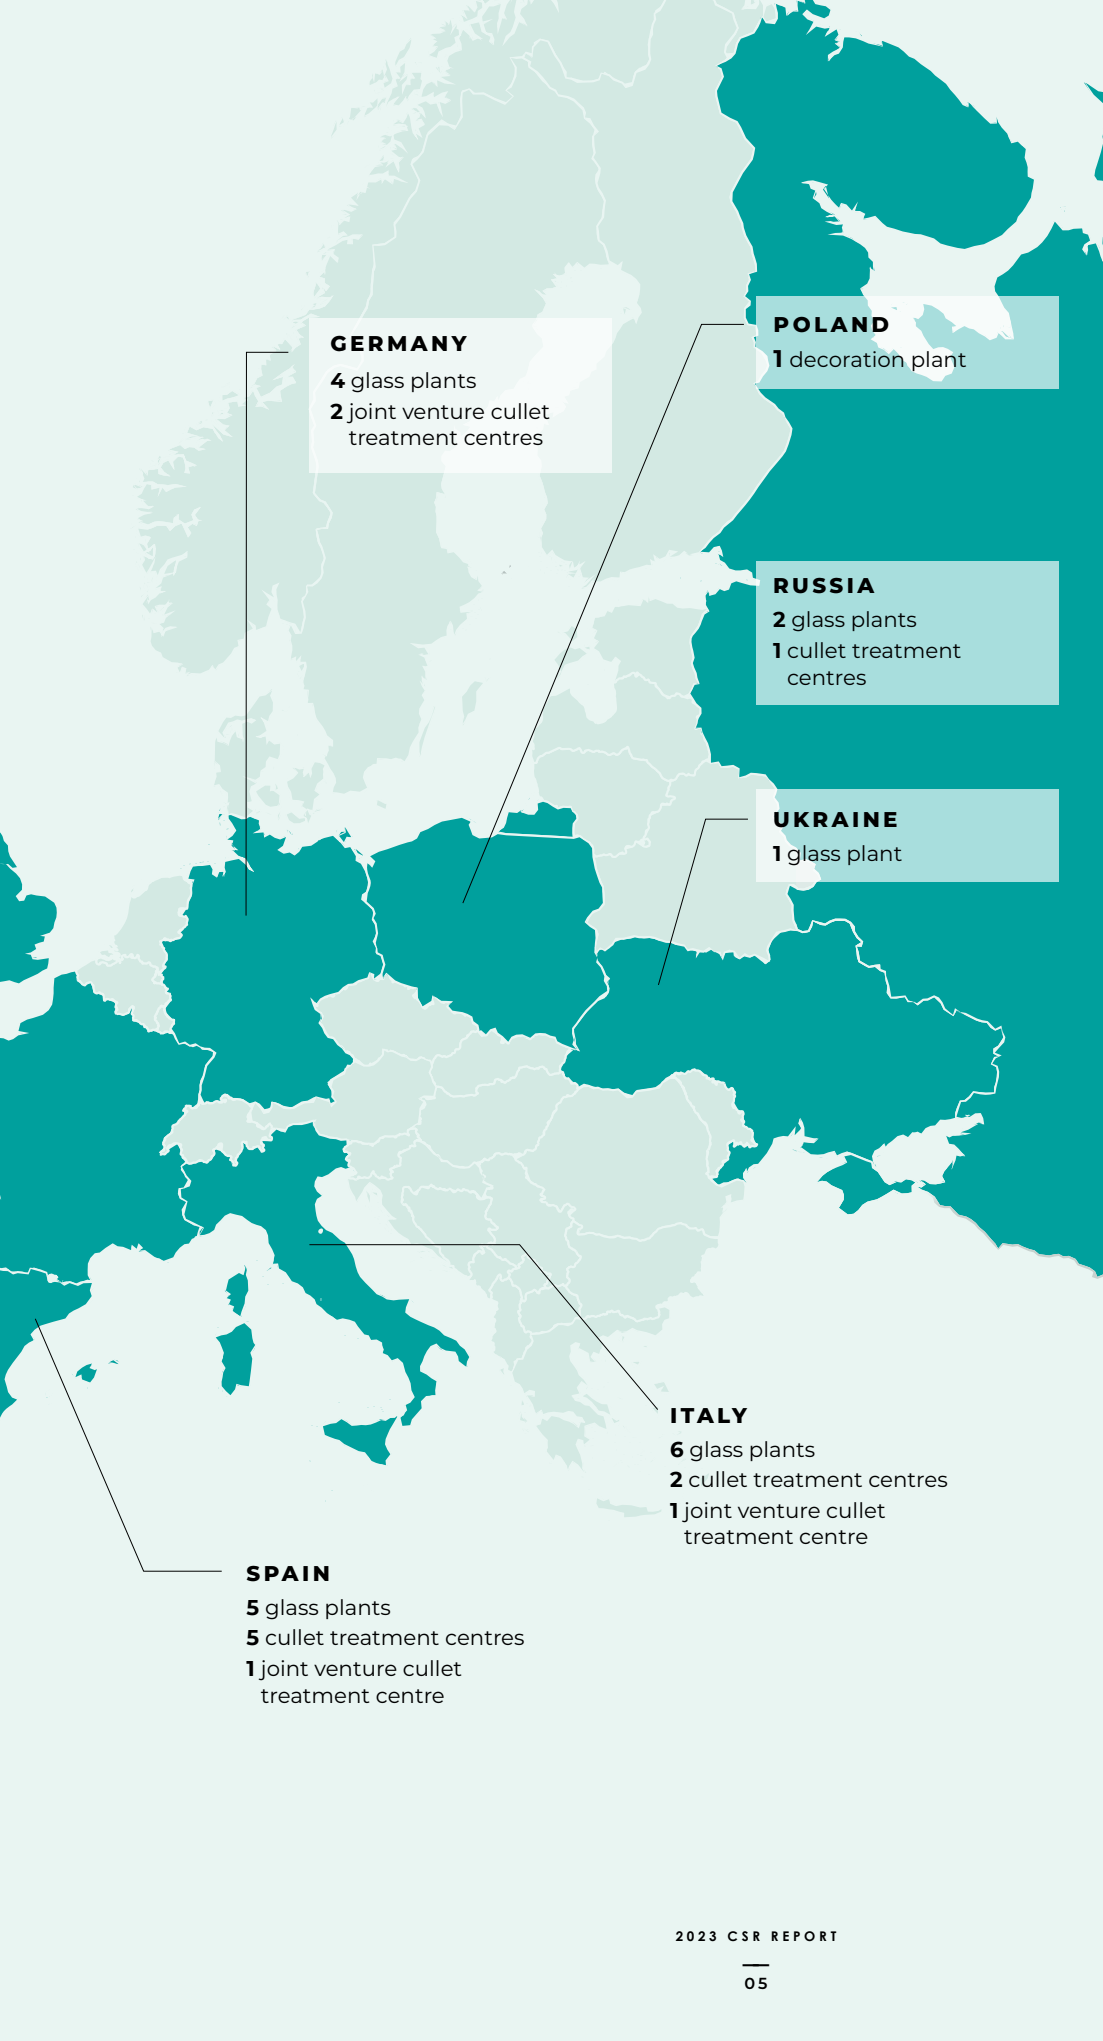 GERMANY
4 glass plants
2 joint venture cullet
treatment centres
POLAND
1 decoration plant
RUSSIA
2 glass plants
1 cullet treatment
centres
UKRAINE
1 glass plant
ITALY
6 glass plants
2 cullet treatment centres
1 joint venture cullet
treatment centre
SPAIN
5 glass plants
5 cullet treatment centres
1 joint venture cullet
treatment centre
2023 CSR REPORT
05